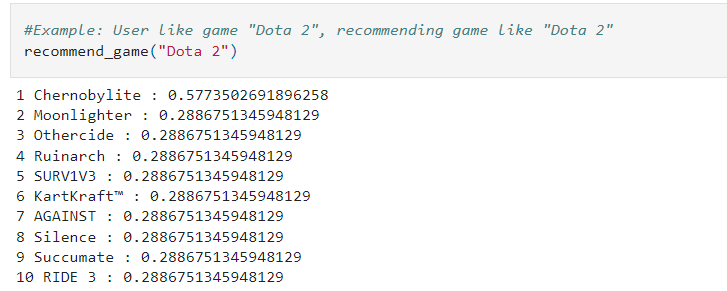 #Example: User like game "Dota 2", recommending game like "Dota 2"
recommend_game("Dota 2")
1 Chernobylite : 0.5773502691896258
2 Moonlighter : 0.2886751345948129
3 Othercide : 0.2886751345948129
4 Ruinarch : 0.2886751345948129
5 SURV1V3 : 0.2886751345948129
6 KartKraft™ : 0.2886751345948129
7 AGAINST : 0.2886751345948129
8 Silence : 0.2886751345948129
9 Succumate : 0.2886751345948129
10 RIDE 3 : 0.2886751345948129